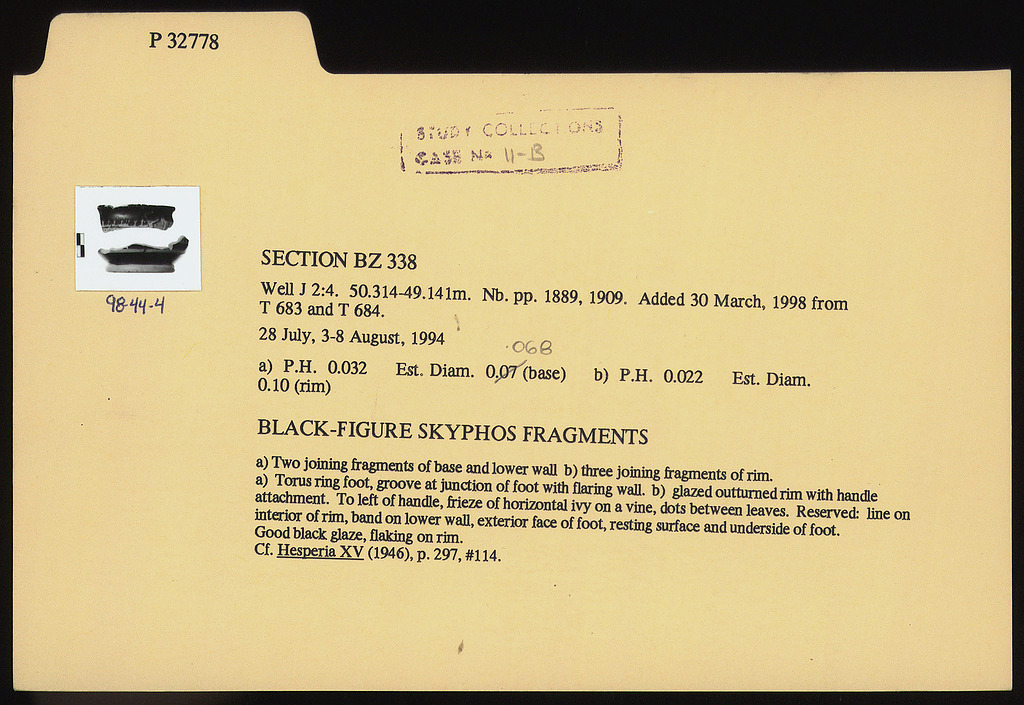 P 32778
STUDY COLLECTIONS
CASE No 11-B
98-44-4
SECTION BZ 338
Well J 2:4. 50.314-49.141m. Nb. pp. 1889, 1909. Added 30 March, 1998 from
T 683 and T 684.
28 July, 3-8 August, 1994
.068
a) P.H. 0.032 Est. Diam. 0.07 (base) b) P.H. 0.022 Est. Diam.
0.10 (rim)
BLACK-FIGURE SKYPHOS FRAGMENTS
a) Two joining fragments of base and lower wall b) three joining fragments of rim.
a) Torus ring foot, groove at junction of foot with flaring wall. b) glazed outturned rim with handle
attachment. To left of handle, frieze of horizontal ivy on a vine, dots between leaves. Reserved: line on
interior of rim, band on lower wall, exterior face of foot, resting surface and underside of foot.
Good black glaze, flaking on rim.
Cf. Hesperia XV (1946), p. 297, #114.